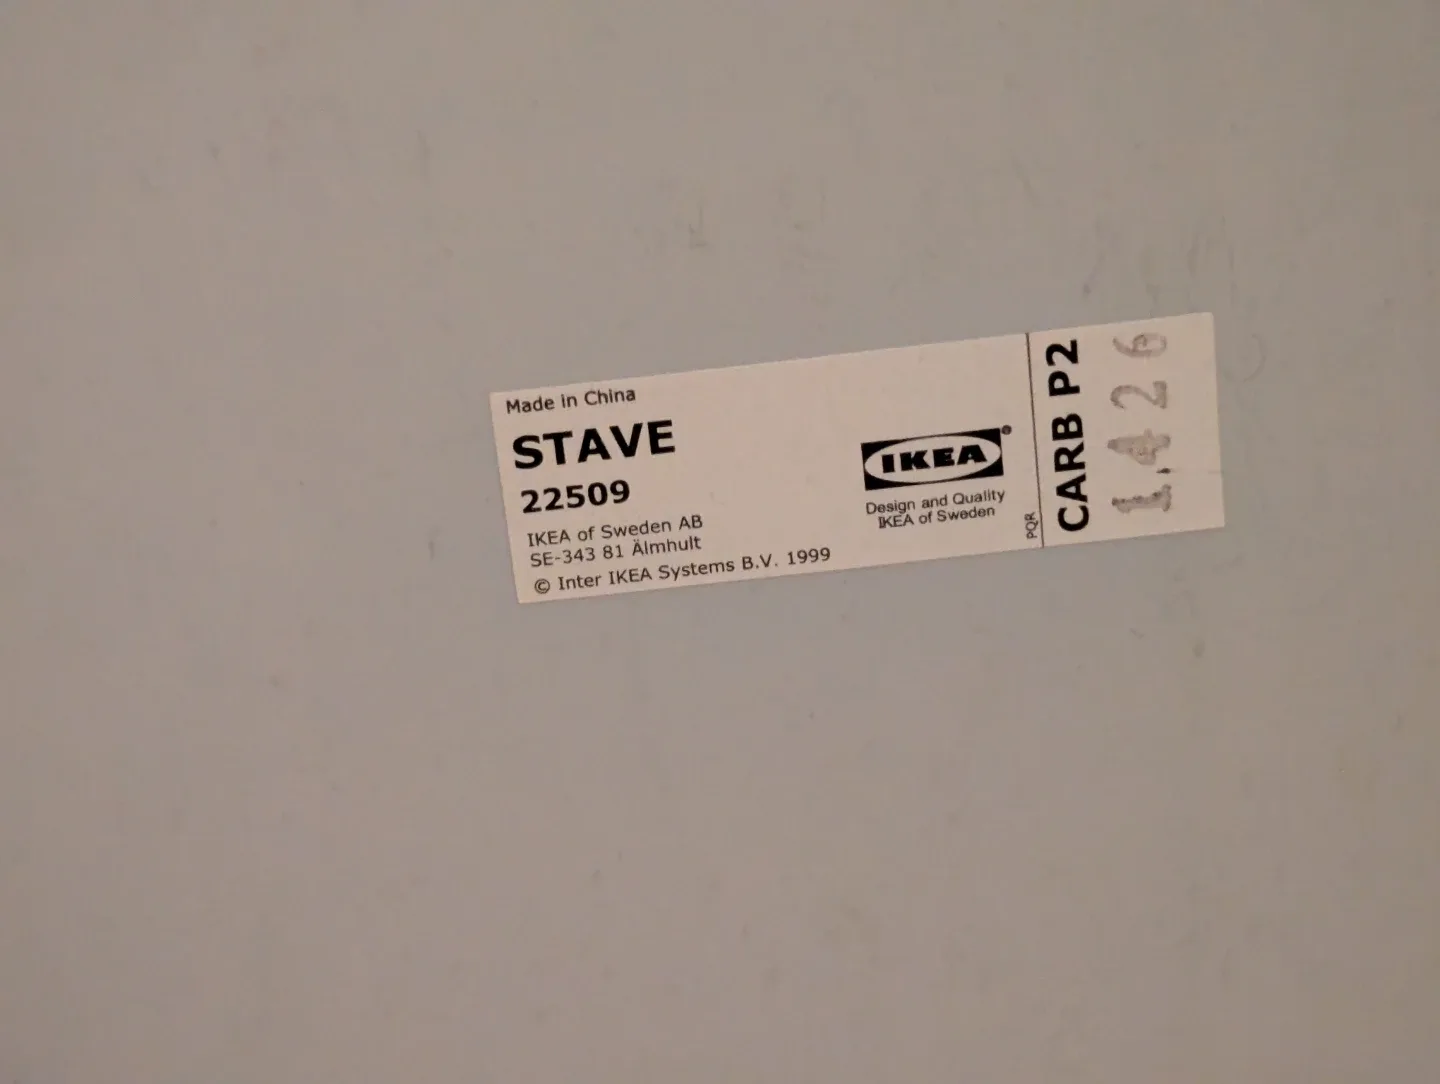 Made in China
STAVE
22509
IKEA of Sweden AB
SE-343 81 Älmhult
© Inter IKEA Systems B.V. 1999
IKEA®
Design and Quality
IKEA of Sweden
PQR
CARB P2
1426